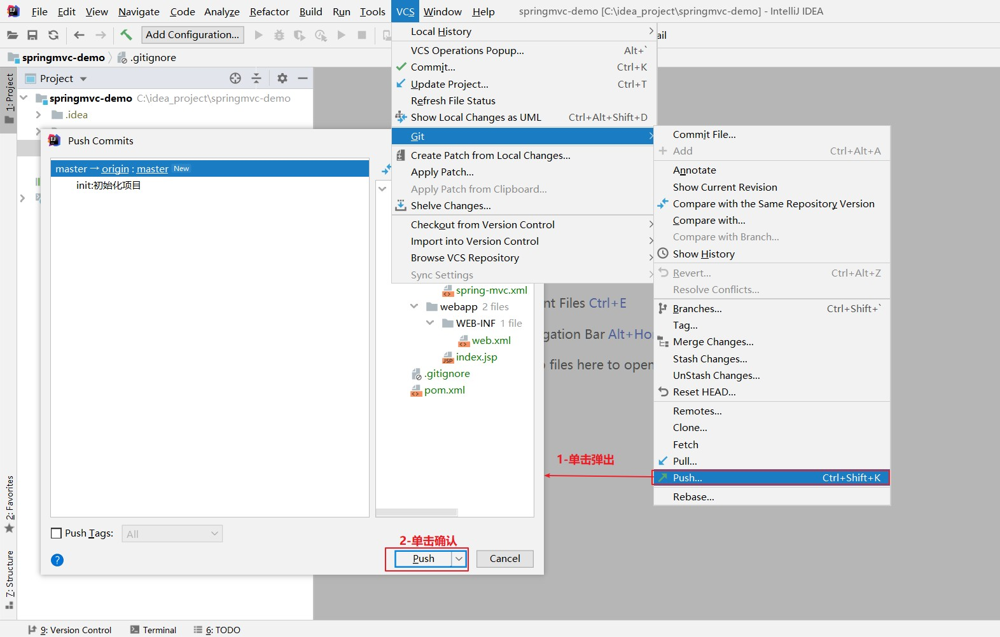 File Edit View Navigate Code Analyze Refactor Build Run Tools VCS Window Help springmvc-demo [C:\idea_project\springmvc-demo] - IntelliJ IDEA
Add Configuration...
springmvc-demo .gitignore
1: Project
2: Favorites
7: Structure
Project
springmvc-demo C:\idea_project\springmvc-demo
.idea
Push Commits
master → origin : master New
init:初始化项目
Local History
VCS Operations Popup... Alt+`
Commit... Ctrl+K
Update Project... Ctrl+T
Refresh File Status
Show Local Changes as UML Ctrl+Alt+Shift+D
Git
Create Patch from Local Changes...
Apply Patch...
Apply Patch from Clipboard...
Shelve Changes...
Checkout from Version Control
Import into Version Control
Browse VCS Repository
Sync Settings
Commit File...
Add Ctrl+Alt+A
Annotate
Show Current Revision
Compare with the Same Repository Version
Compare with...
Compare with Branch...
Show History
Revert... Ctrl+Alt+Z
Resolve Conflicts...
Branches... Ctrl+Shift+`
Tag...
Merge Changes...
Stash Changes...
UnStash Changes...
Reset HEAD...
Remotes...
Clone...
Fetch
Pull...
Push... Ctrl+Shift+K
Rebase...
spring-mvc.xml
webapp 2 files
WEB-INF 1 file
web.xml
index.jsp
.gitignore
pom.xml
nt Files Ctrl+E
gation Bar Alt+Ho
files here to open
1-单击弹出
Push Tags: All
2-单击确认
? Push Cancel
9: Version Control Terminal 6: TODO